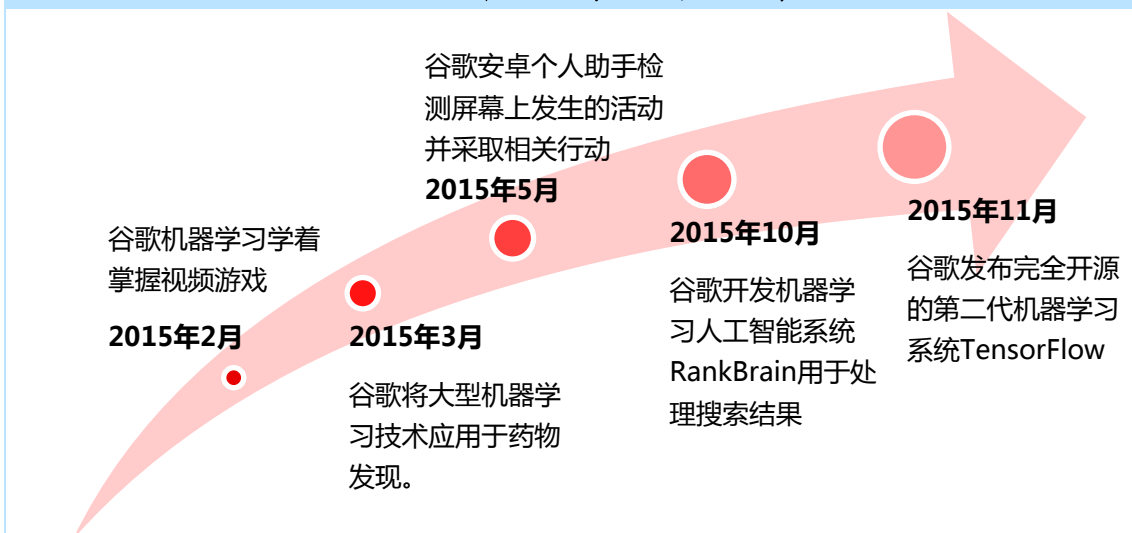 谷歌机器学习学着
掌握视频游戏
2015年2月
2015年3月
谷歌将大型机器学
习技术应用于药物
发现。
谷歌安卓个人助手检
测屏幕上发生的活动
并采取相关行动
2015年5月
2015年10月
谷歌开发机器学
习人工智能系统
RankBrain用于处
理搜索结果
2015年11月
谷歌发布完全开源
的第二代机器学习
系统TensorFlow